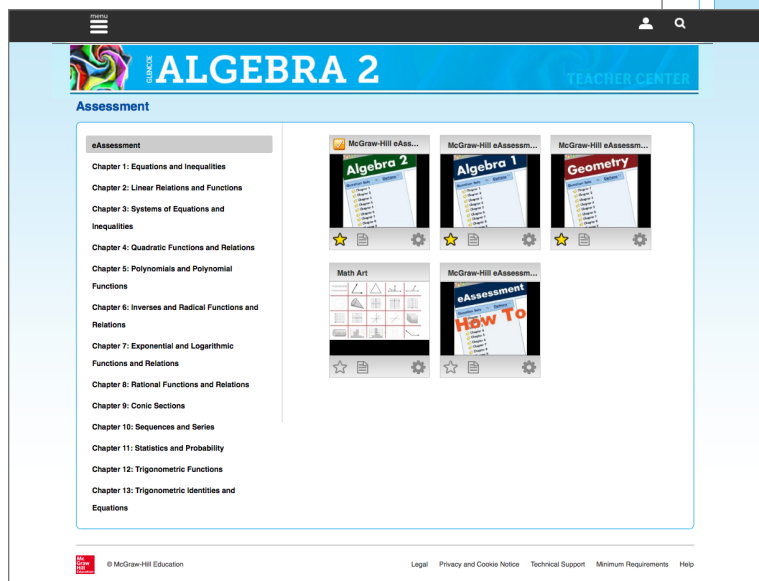 menu
GLENCOE
ALGEBRA 2
TEACHER CENTER
Assessment
eAssessment
Chapter 1: Equations and Inequalities
Chapter 2: Linear Relations and Functions
Chapter 3: Systems of Equations and
Inequalities
Chapter 4: Quadratic Functions and Relations
Chapter 5: Polynomials and Polynomial
Functions
Chapter 6: Inverses and Radical Functions and
Relations
Chapter 7: Exponential and Logarithmic
Functions and Relations
Chapter 8: Rational Functions and Relations
Chapter 9: Conic Sections
Chapter 10: Sequences and Series
Chapter 11: Statistics and Probability
Chapter 12: Trigonometric Functions
Chapter 13: Trigonometric Identities and
Equations
McGraw-Hill eAss...
Algebra 2
McGraw-Hill eAssessm...
Algebra 1
McGraw-Hill eAssessm...
Geometry
Math Art
McGraw-Hill eAssessm...
eAssessment
How To
Mc
Graw
Hill
Education
© McGraw-Hill Education
Legal
Privacy and Cookie Notice
Technical Support
Minimum Requirements
Help